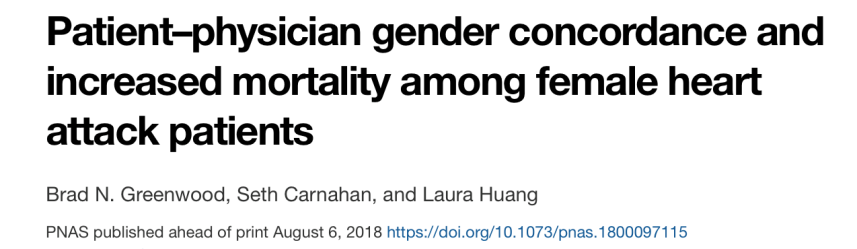 Patient–physician gender concordance and
increased mortality among female heart
attack patients
Brad N. Greenwood, Seth Carnahan, and Laura Huang
PNAS published ahead of print August 6, 2018 https://doi.org/10.1073/pnas.1800097115